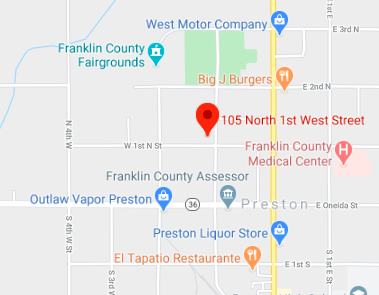 West Motor Company
E 3rd N
Franklin County
Fairgrounds
Big J Burgers
E 2nd N
N 4th W
105 North 1st West Street
W 1st N St
Franklin County
Medical Center
Franklin County Assessor
Outlaw Vapor Preston
36
Preston
E Oneida St
S 4th W St
Preston Liquor Store
El Tapatio Restaurante
E 1st S
S 3rd W
S 1st E St